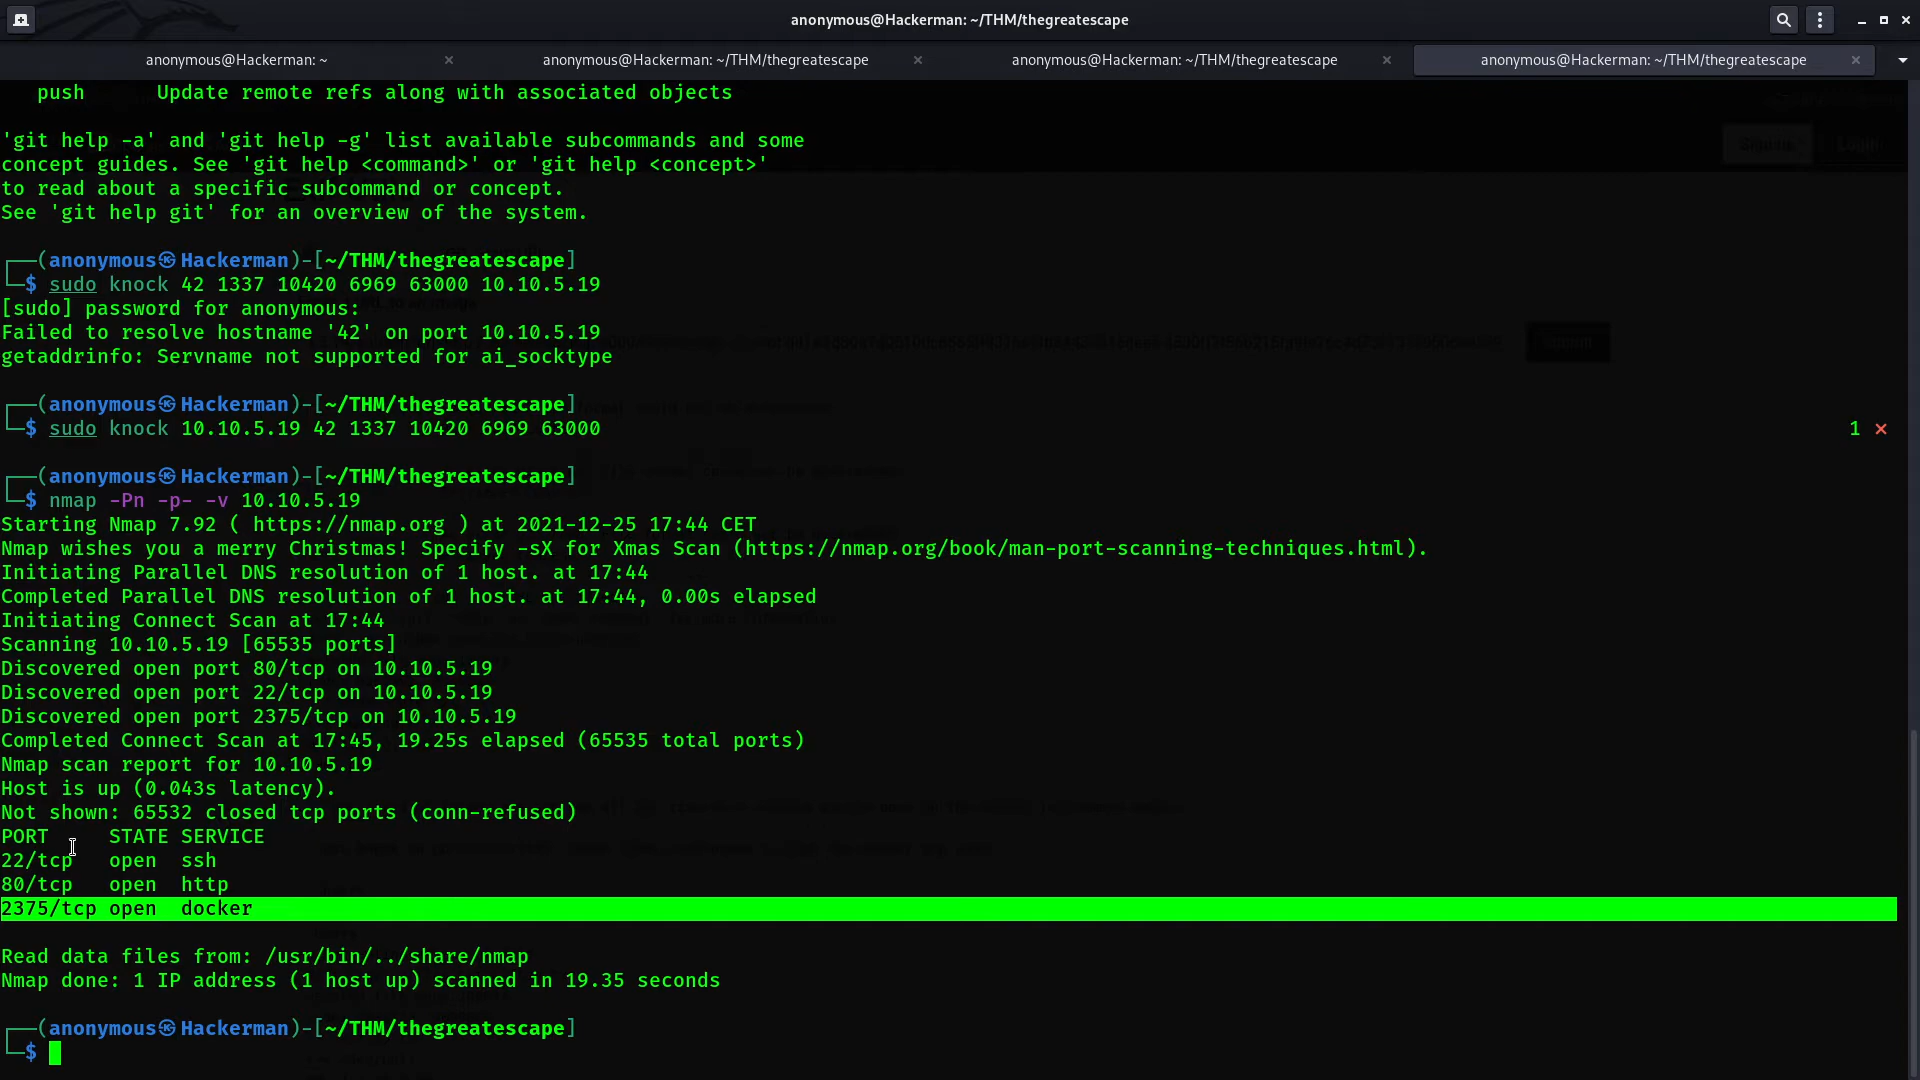 anonymous@Hackerman: ~/THM/thegreatescape
anonymous@Hackerman: ~ × anonymous@Hackerman: ~/THM/thegreatescape × anonymous@Hackerman: ~/THM/thegreatescape × anonymous@Hackerman: ~/THM/thegreatescape ×
push      Update remote refs along with associated objects
'git help -a' and 'git help -g' list available subcommands and some
concept guides. See 'git help <command>' or 'git help <concept>'
to read about a specific subcommand or concept.
See 'git help git' for an overview of the system.
┌──(anonymous㉿Hackerman)-[~/THM/thegreatescape]
└─$ sudo knock 42 1337 10420 6969 63000 10.10.5.19
[sudo] password for anonymous:
Failed to resolve hostname '42' on port 10.10.5.19
getaddrinfo: Servname not supported for ai_socktype
┌──(anonymous㉿Hackerman)-[~/THM/thegreatescape]
└─$ sudo knock 10.10.5.19 42 1337 10420 6969 63000 1 ⨯
┌──(anonymous㉿Hackerman)-[~/THM/thegreatescape]
└─$ nmap -Pn -p- -v 10.10.5.19
Starting Nmap 7.92 ( https://nmap.org ) at 2021-12-25 17:44 CET
Nmap wishes you a merry Christmas! Specify -sX for Xmas Scan (https://nmap.org/book/man-port-scanning-techniques.html).
Initiating Parallel DNS resolution of 1 host. at 17:44
Completed Parallel DNS resolution of 1 host. at 17:44, 0.00s elapsed
Initiating Connect Scan at 17:44
Scanning 10.10.5.19 [65535 ports]
Discovered open port 80/tcp on 10.10.5.19
Discovered open port 22/tcp on 10.10.5.19
Discovered open port 2375/tcp on 10.10.5.19
Completed Connect Scan at 17:45, 19.25s elapsed (65535 total ports)
Nmap scan report for 10.10.5.19
Host is up (0.043s latency).
Not shown: 65532 closed tcp ports (conn-refused)
PORT     STATE SERVICE
22/tcp   open  ssh
80/tcp   open  http
2375/tcp open  docker
Read data files from: /usr/bin/../share/nmap
Nmap done: 1 IP address (1 host up) scanned in 19.35 seconds
┌──(anonymous㉿Hackerman)-[~/THM/thegreatescape]
└─$